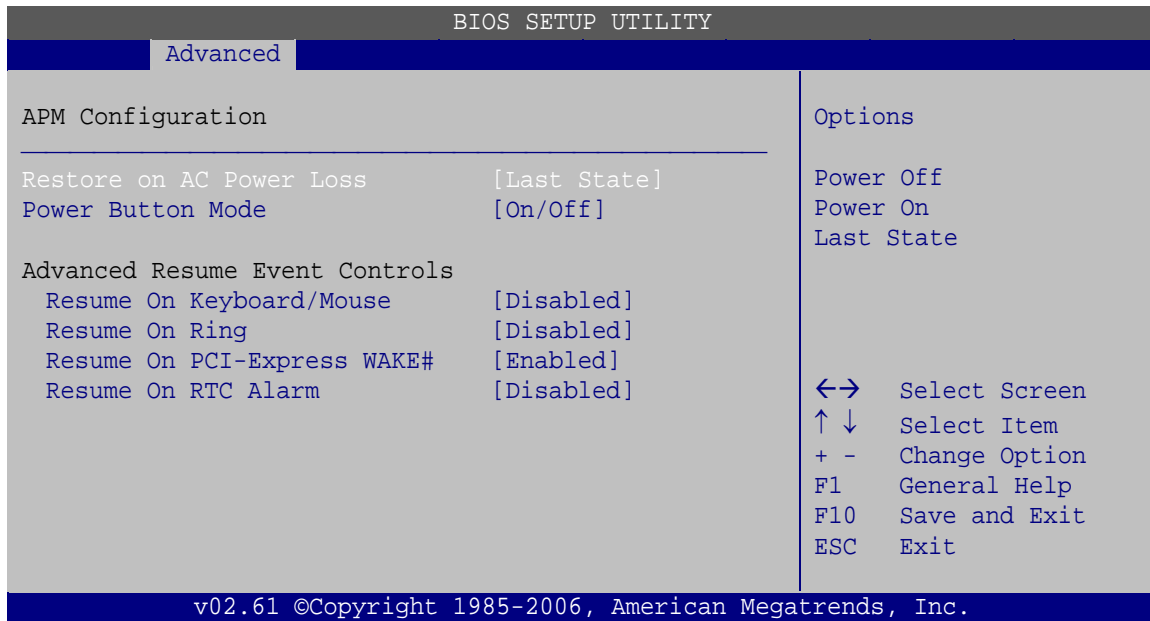 BIOS SETUP UTILITY
Advanced
APM Configuration
Restore on AC Power Loss [Last State]
Power Button Mode [On/Off]
Advanced Resume Event Controls
Resume On Keyboard/Mouse [Disabled]
Resume On Ring [Disabled]
Resume On PCI-Express WAKE# [Enabled]
Resume On RTC Alarm [Disabled]
Options
Power Off
Power On
Last State
←→ Select Screen
↑ ↓ Select Item
+ - Change Option
F1 General Help
F10 Save and Exit
ESC Exit
v02.61 ©Copyright 1985-2006, American Megatrends, Inc.